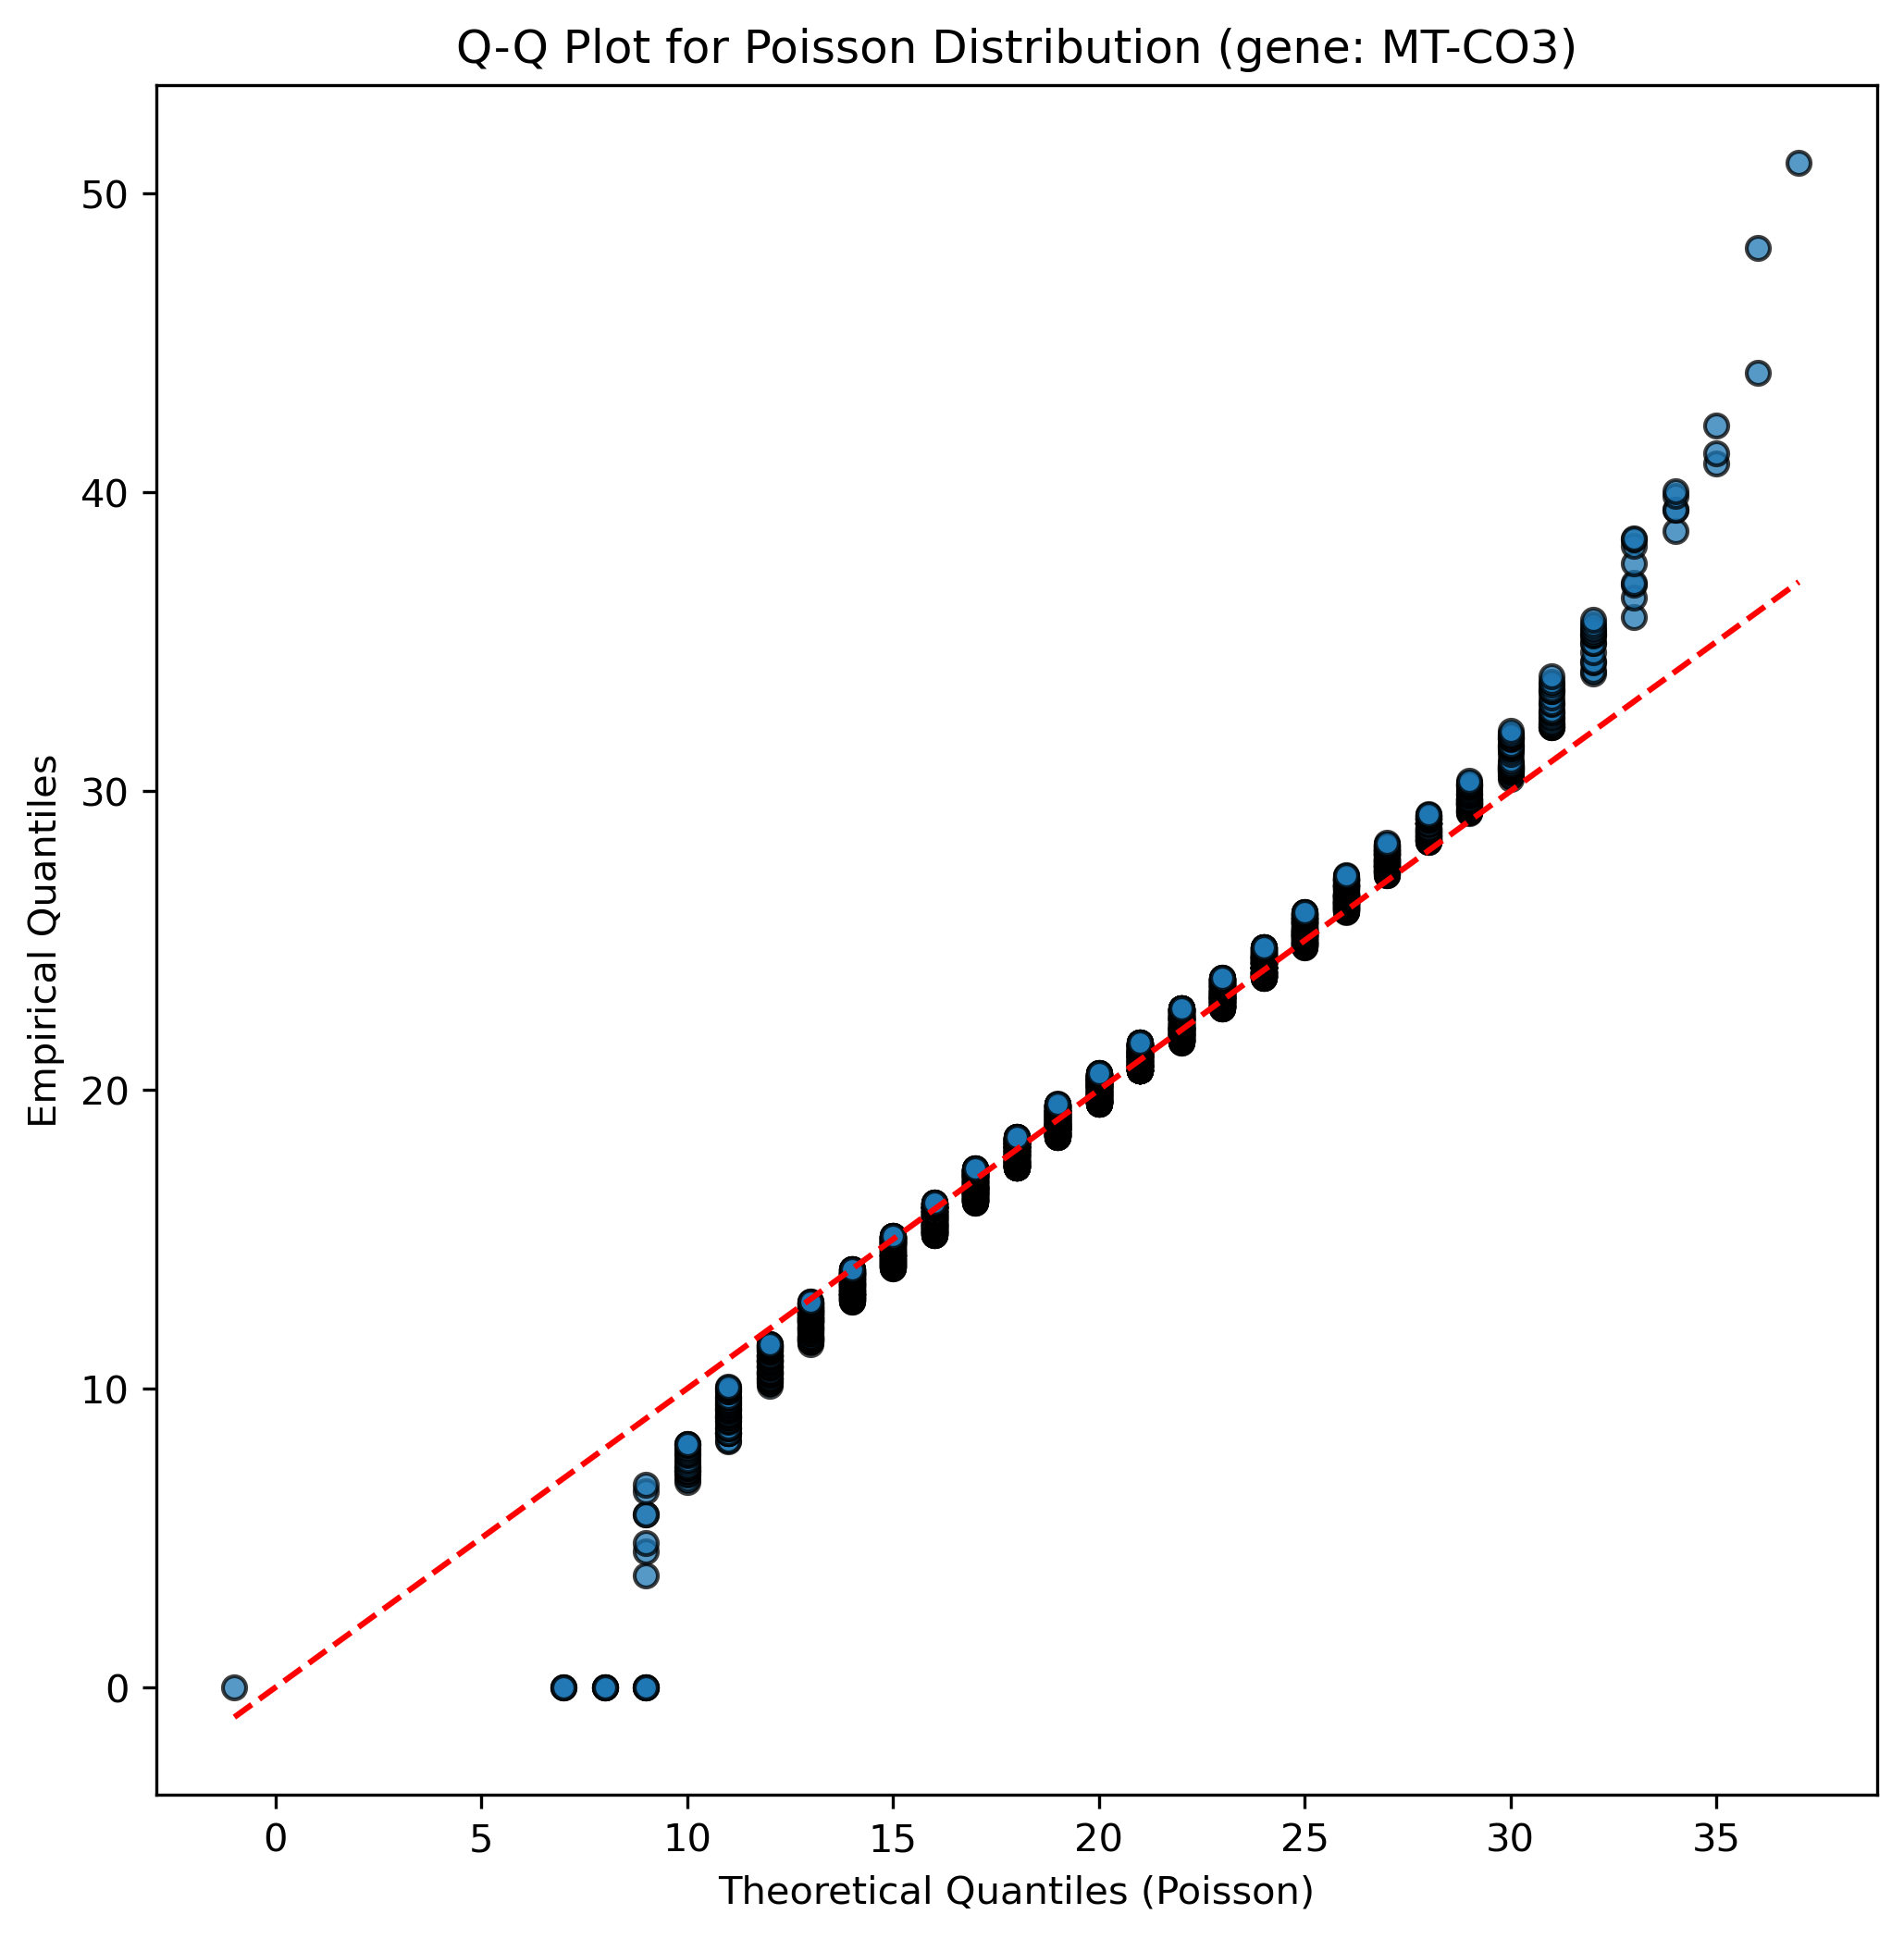 Q-Q Plot for Poisson Distribution (gene: MT-CO3)
Empirical Quantiles
50
40
30
20
10
0
0 5 10 15 20 25 30 35
Theoretical Quantiles (Poisson)